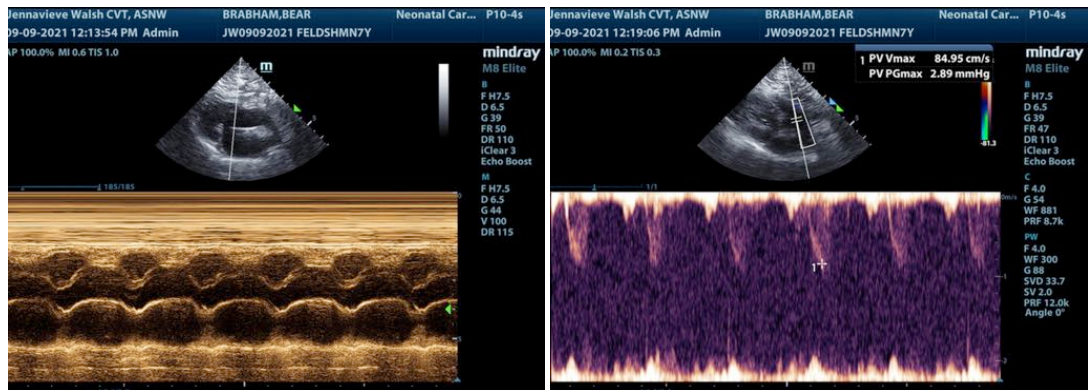 Jennavieve Walsh CVT, ASNW BRABHAM,BEAR Neonatal Car... P10-4s
09-09-2021 12:13:54 PM Admin JW09092021 FELDSHMN7Y
AP 100.0% MI 0.6 TIS 1.0
mindray
M8 Elite
m
B
F H7.5
D 6.5
G 39
FR 50
DR 110
iClear 3
Echo Boost
M
F H7.5
D 6.5
G 44
V 100
DR 115
185/185
Jennavieve Walsh CVT, ASNW BRABHAM,BEAR Neonatal Car... P10-4s
09-09-2021 12:19:06 PM Admin JW09092021 FELDSHMN7Y
AP 100.0% MI 0.2 TIS 0.3
1 PV Vmax 84.95 cm/s
PV PGmax 2.89 mmHg
mindray
M8 Elite
m
-81.3
B
F H7.5
D 6.5
G 39
FR 47
DR 110
iClear 3
Echo Boost
C
F 4.0
G 54
WF 881
PRF 8.7k
PW
F 4.0
WF 300
G 88
SVD 33.7
SV 2.0
PRF 12.0k
Angle 0°
1/1
0m/s
-1
1
-2